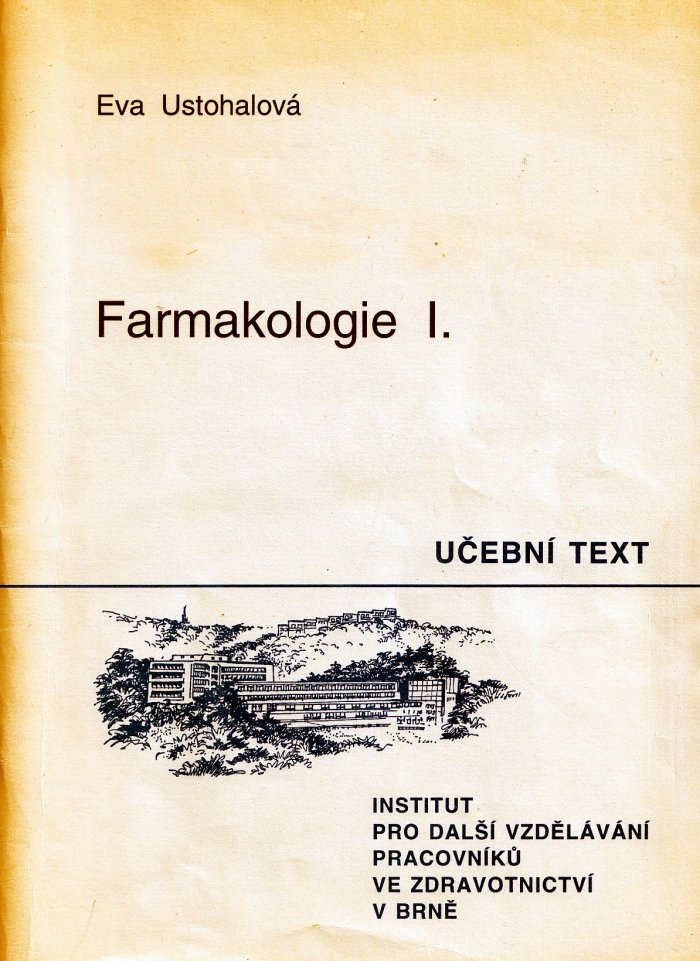 Eva Ustohalová
Farmakologie I.
UČEBNÍ TEXT
INSTITUT
PRO DALŠÍ VZDĚLÁVÁNÍ
PRACOVNÍKŮ
VE ZDRAVOTNICTVÍ
V BRNĚ